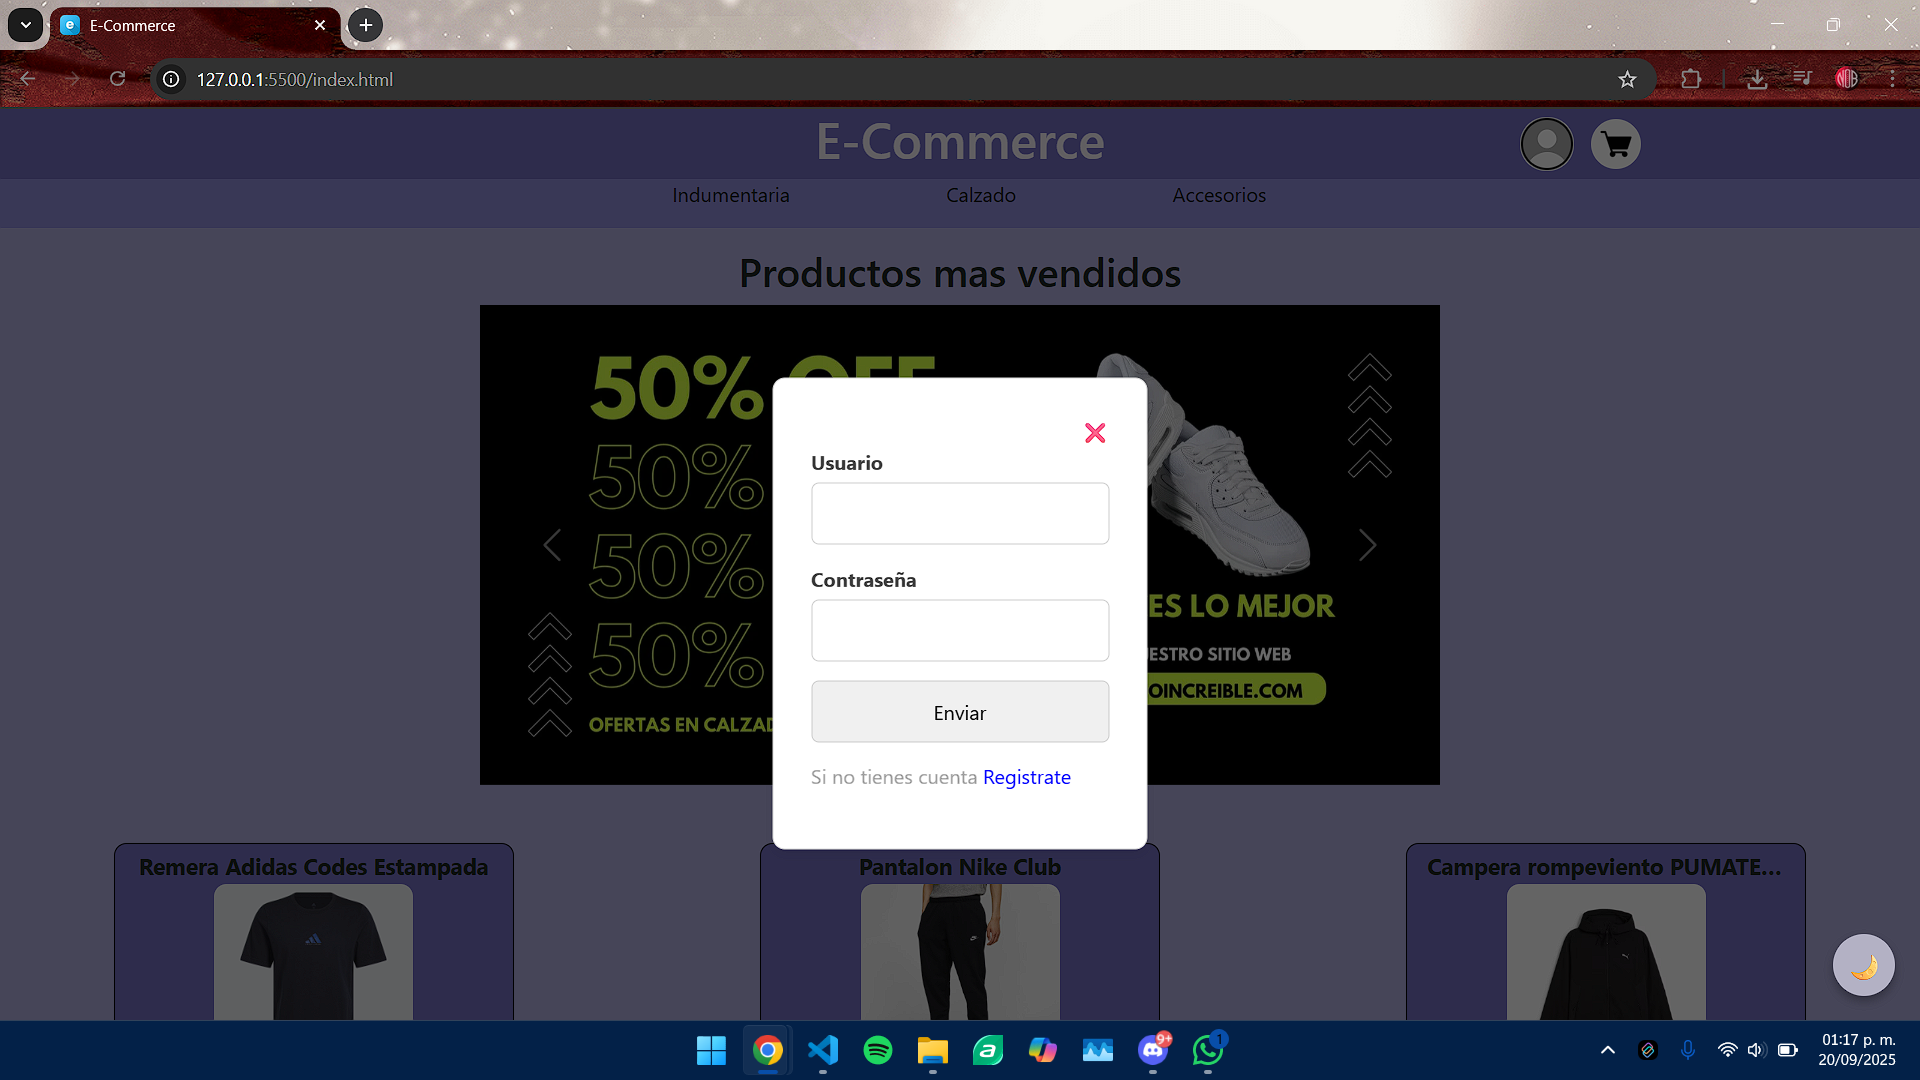 E-Commerce
127.0.0.1:5500/index.html
E-Commerce
Indumentaria
Calzado
Accesorios
Productos mas vendidos
50% OFF
50%
50%
50%
OFERTAS EN
ES LO MEJOR
SITIO WEB
OINCREIBLE.COM
Usuario
Contraseña
Enviar
Si no tienes cuenta Registrate
Remera Adidas Codes Estampada
Pantalon Nike Club
Campera rompeviento PUMATE...
9+
1
01:17 p. m.
20/09/2025